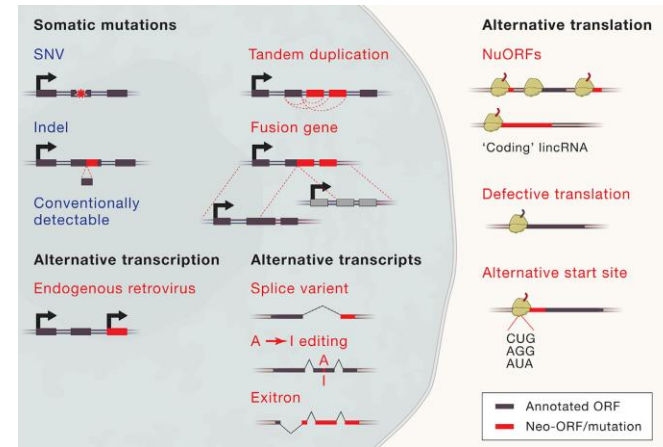 Somatic mutations
SNV
Indel
Conventionally
detectable
Tandem duplication
Fusion gene
Alternative transcription
Endogenous retrovirus
Alternative transcripts
Splice varient
A → I editing
A
I
Exitron
Alternative translation
NuORFs
‘Coding’ lincRNA
Defective translation
Alternative start site
CUG
AGG
AUA
Annotated ORF
Neo-ORF/mutation